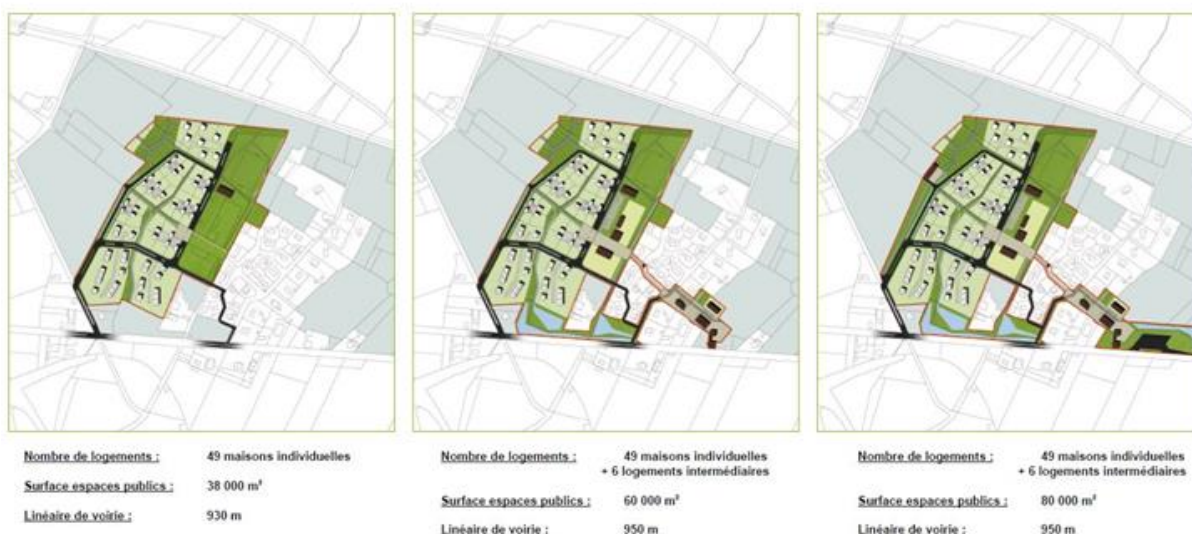 Nombre de logements : 49 maisons individuelles
Surface espaces publics : 38 000 m²
Linéaire de voirie : 930 m
Nombre de logements : 49 maisons individuelles
+ 6 logements intermédiaires
Surface espaces publics : 60 000 m²
Linéaire de voirie : 950 m
Nombre de logements : 49 maisons individuelles
+ 6 logements intermédiaires
Surface espaces publics : 80 000 m²
Linéaire de voirie : 950 m